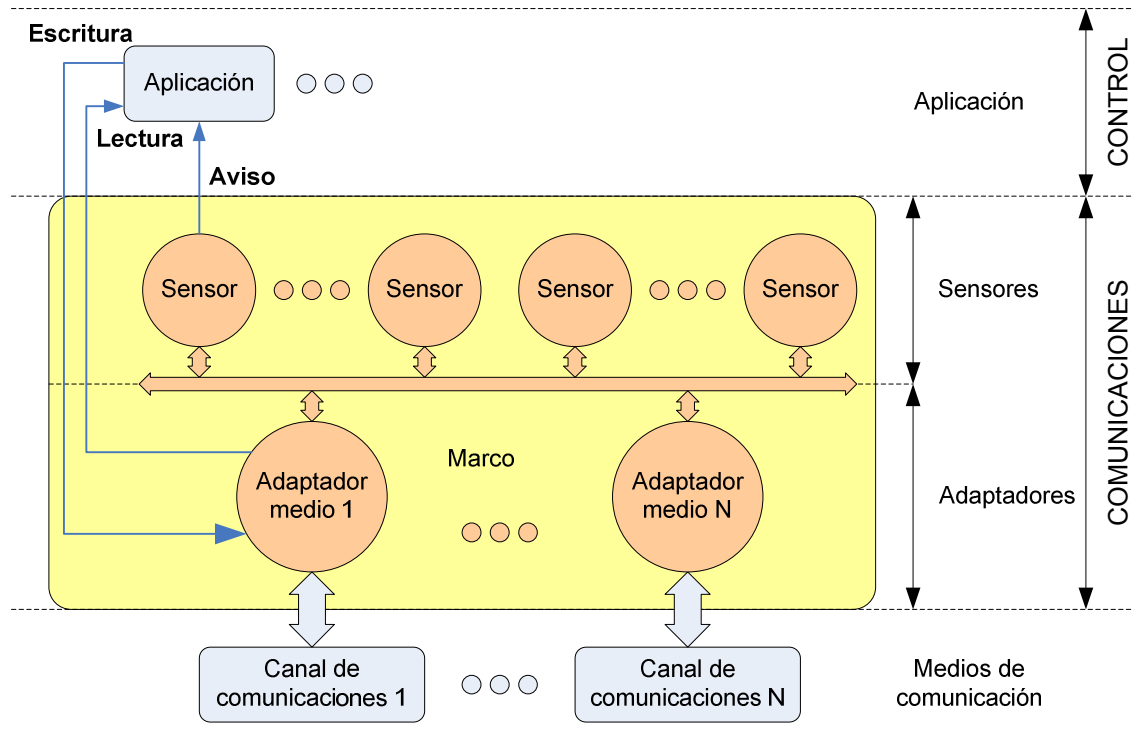 Escritura
Aplicación
Lectura
Aviso
Aplicación
CONTROL
Sensor
Sensor
Sensor
Sensor
Sensores
COMUNICACIONES
Marco
Adaptador
medio 1
Adaptador
medio N
Adaptadores
Canal de
comunicaciones 1
Canal de
comunicaciones N
Medios de
comunicación